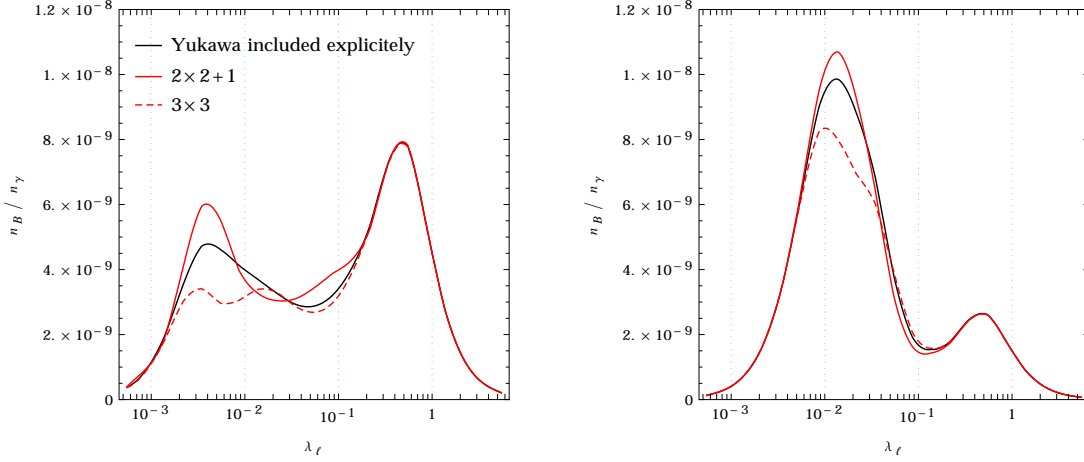 1.2 × 10⁻⁸
1. × 10⁻⁸
8. × 10⁻⁹
6. × 10⁻⁹
4. × 10⁻⁹
2. × 10⁻⁹
0
n_B / n_γ
Yukawa included explicitely
2 × 2 + 1
3 × 3
10⁻³ 10⁻² 10⁻¹ 1
λ_ℓ
1.2 × 10⁻⁸
1. × 10⁻⁸
8. × 10⁻⁹
6. × 10⁻⁹
4. × 10⁻⁹
2. × 10⁻⁹
0
n_B / n_γ
10⁻³ 10⁻² 10⁻¹ 1
λ_ℓ